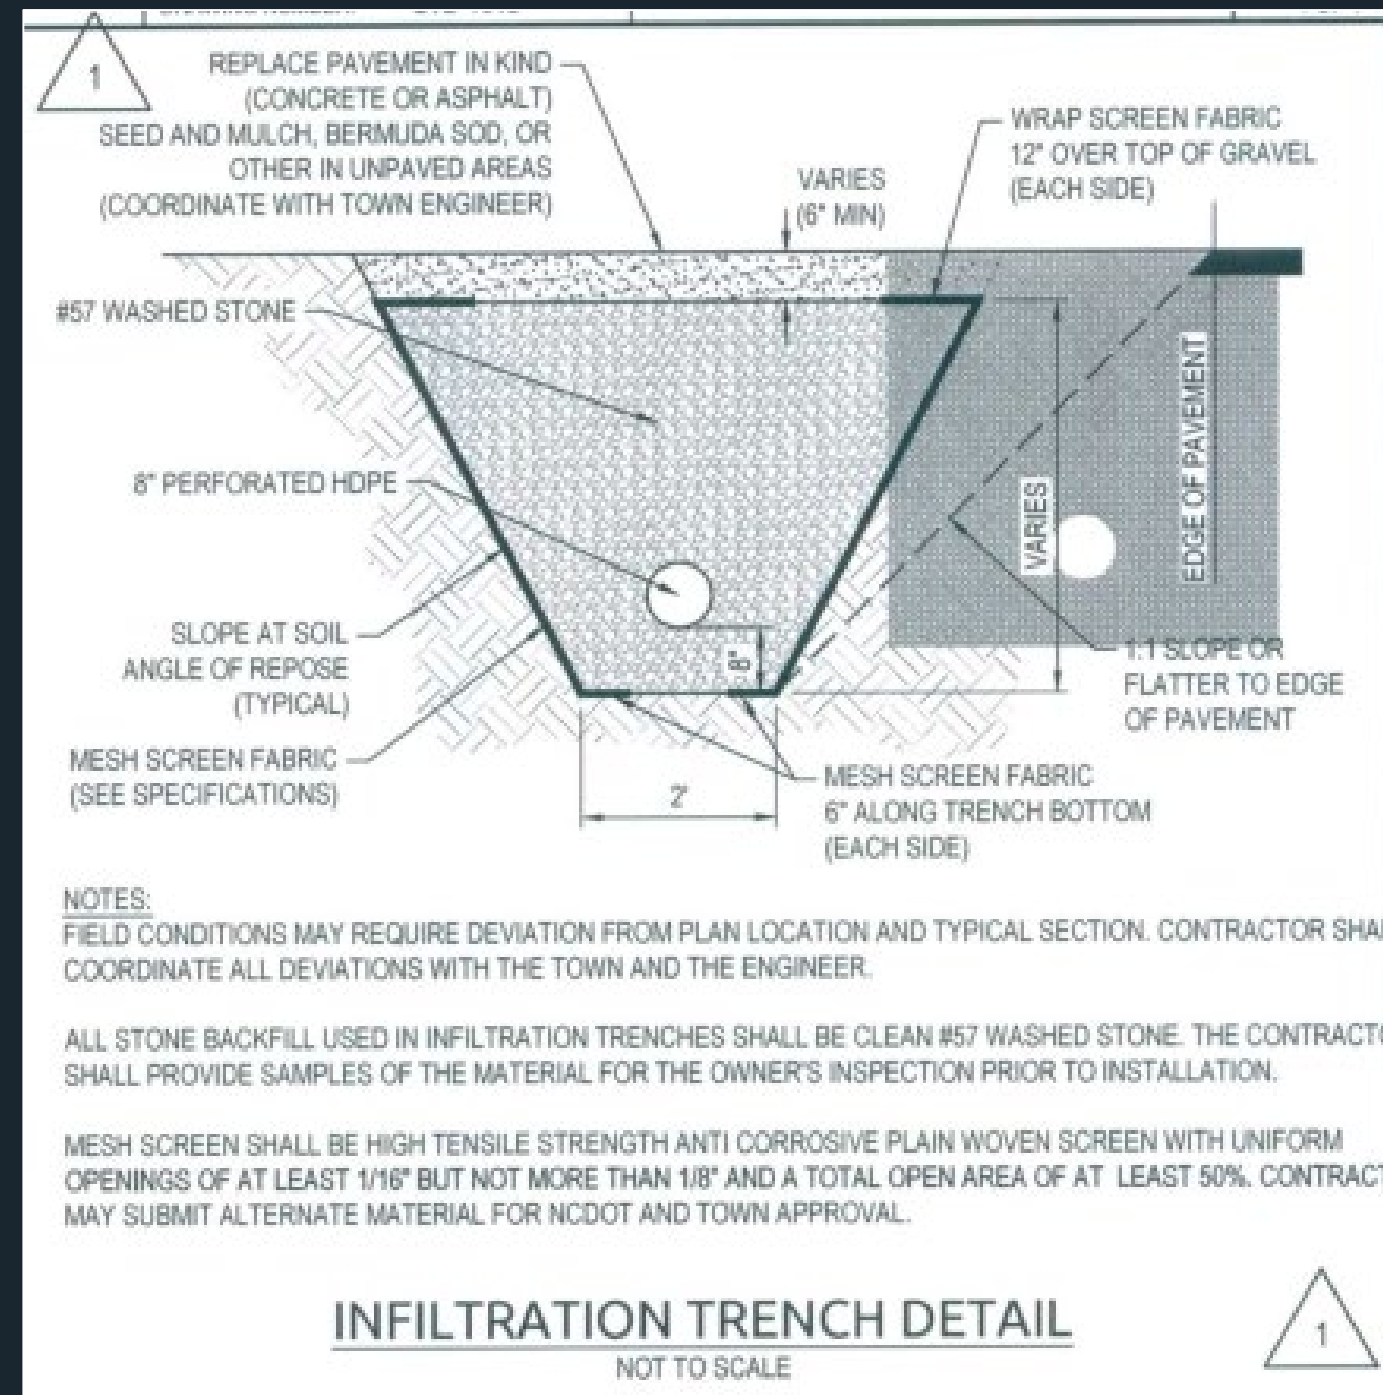 1
REPLACE PAVEMENT IN KIND
(CONCRETE OR ASPHALT)
SEED AND MULCH, BERMUDA SOD, OR
OTHER IN UNPAVED AREAS
(COORDINATE WITH TOWN ENGINEER)
VARIES
(6" MIN)
WRAP SCREEN FABRIC
12" OVER TOP OF GRAVEL
(EACH SIDE)
#57 WASHED STONE
8" PERFORATED HDPE
SLOPE AT SOIL
ANGLE OF REPOSE
(TYPICAL)
MESH SCREEN FABRIC
(SEE SPECIFICATIONS)
8"
2'
VARIES
EDGE OF PAVEMENT
1:1 SLOPE OR
FLATTER TO EDGE
OF PAVEMENT
MESH SCREEN FABRIC
6" ALONG TRENCH BOTTOM
(EACH SIDE)
NOTES:
FIELD CONDITIONS MAY REQUIRE DEVIATION FROM PLAN LOCATION AND TYPICAL SECTION. CONTRACTOR SHA
COORDINATE ALL DEVIATIONS WITH THE TOWN AND THE ENGINEER.
ALL STONE BACKFILL USED IN INFILTRATION TRENCHES SHALL BE CLEAN #57 WASHED STONE. THE CONTRACTO
SHALL PROVIDE SAMPLES OF THE MATERIAL FOR THE OWNER'S INSPECTION PRIOR TO INSTALLATION.
MESH SCREEN SHALL BE HIGH TENSILE STRENGTH ANTI CORROSIVE PLAIN WOVEN SCREEN WITH UNIFORM
OPENINGS OF AT LEAST 1/16" BUT NOT MORE THAN 1/8" AND A TOTAL OPEN AREA OF AT LEAST 50%. CONTRACT
MAY SUBMIT ALTERNATE MATERIAL FOR NCDOT AND TOWN APPROVAL.
INFILTRATION TRENCH DETAIL
NOT TO SCALE
1